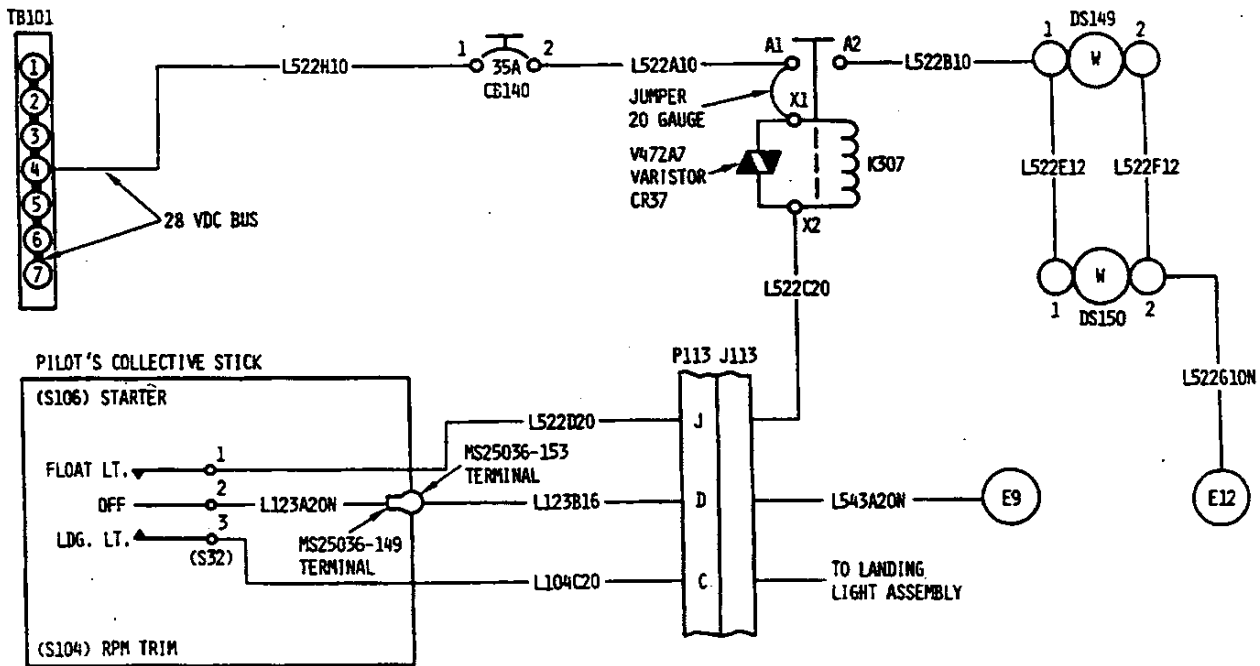 TB101
1
2
3
4
5
6
7
28 VDC BUS
L522H10
1
2
35A
CB140
L522A10
A1
A2
JUMPER
20 GAUGE
X1
V472A7
VARISTOR
CR37
K307
X2
L522B10
1
DS149
2
W
L522E12
L522F12
W
1
2
DS150
L522C20
L522G10N
PILOT'S COLLECTIVE STICK
(S106) STARTER
P113 J113
L522D20
J
FLOAT LT.
1
MS25036-153
TERMINAL
OFF
2
L123A20N
L123B16
D
L543A20N
E9
E12
LDG. LT.
3
(S32)
MS25036-149
TERMINAL
L104C20
C
TO LANDING
LIGHT ASSEMBLY
(S104) RPM TRIM